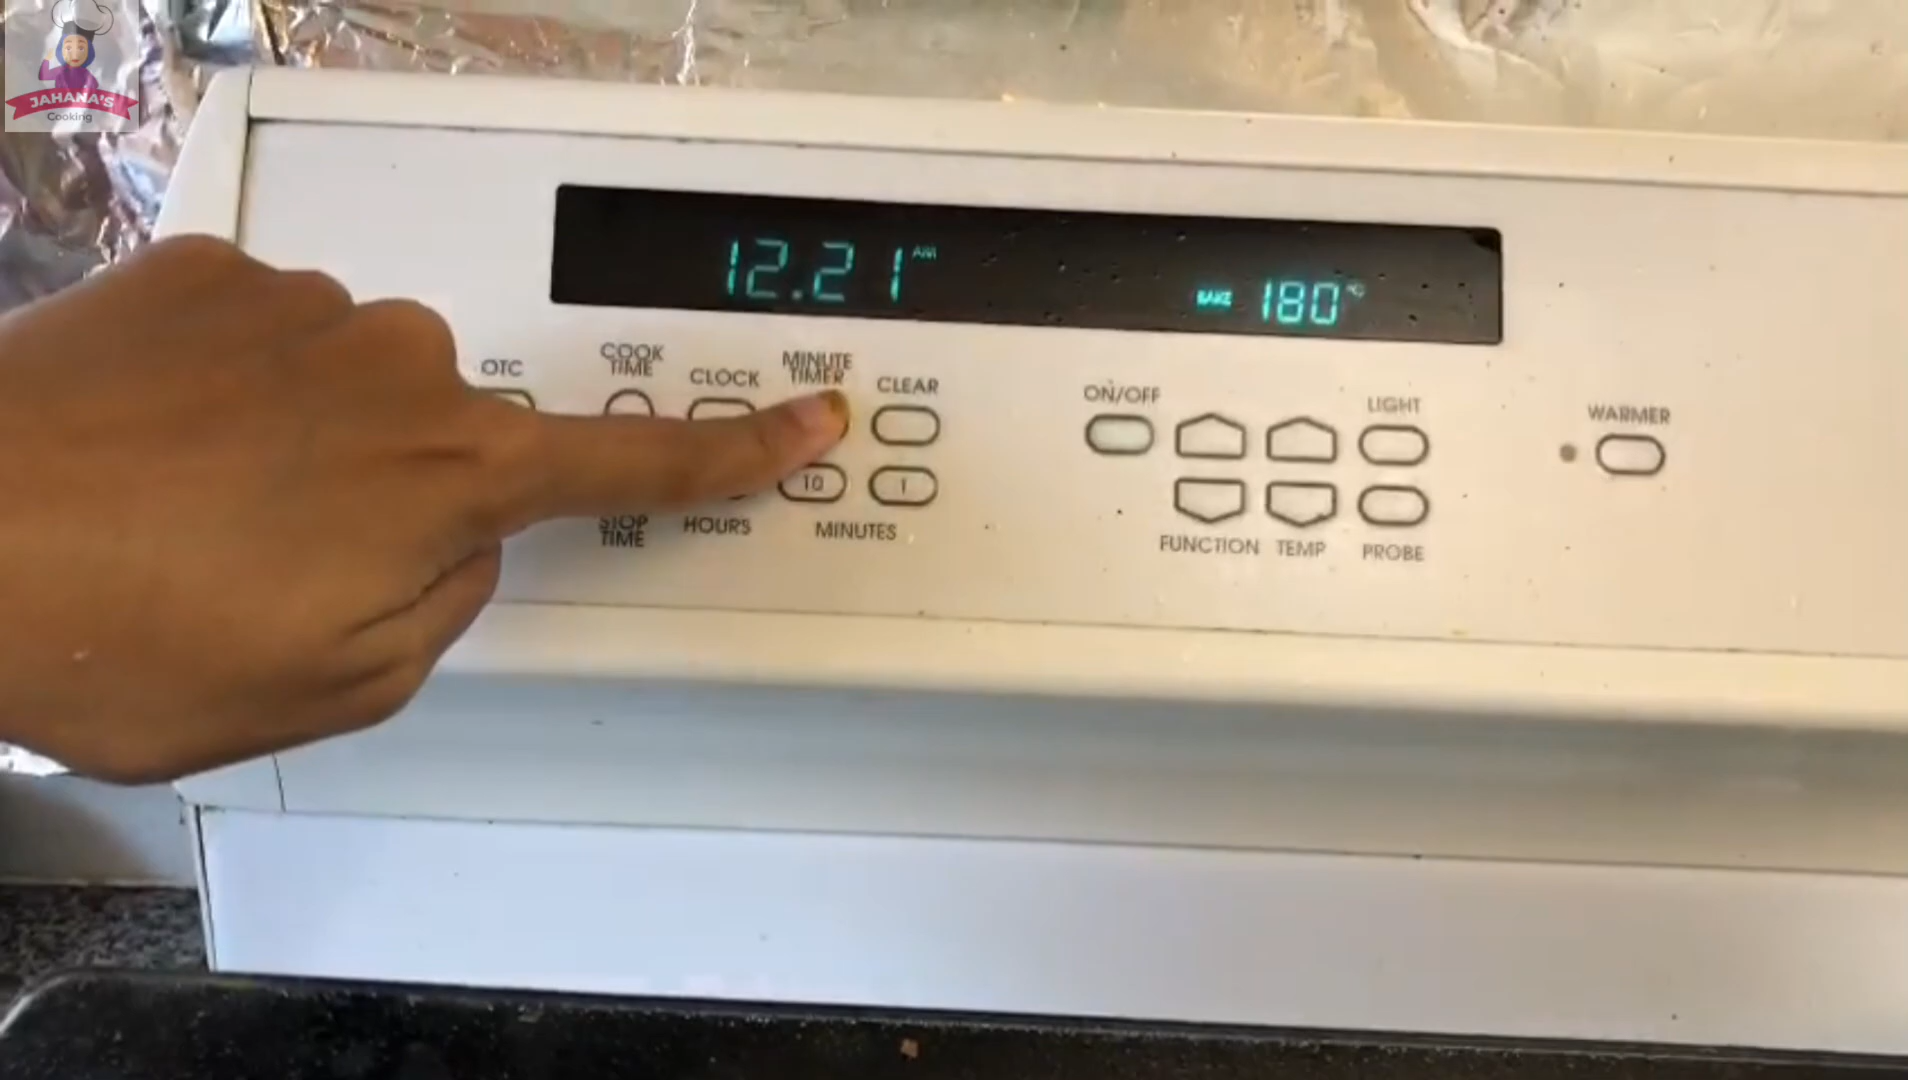 JAHANA'S
Cooking
12.21 AM
BAKE 180 °C
OTC
COOK
TIME
CLOCK
MINUTE
TIMER
CLEAR
10
1
STOP
TIME
HOURS
MINUTES
ON/OFF
LIGHT
FUNCTION
TEMP
PROBE
WARMER